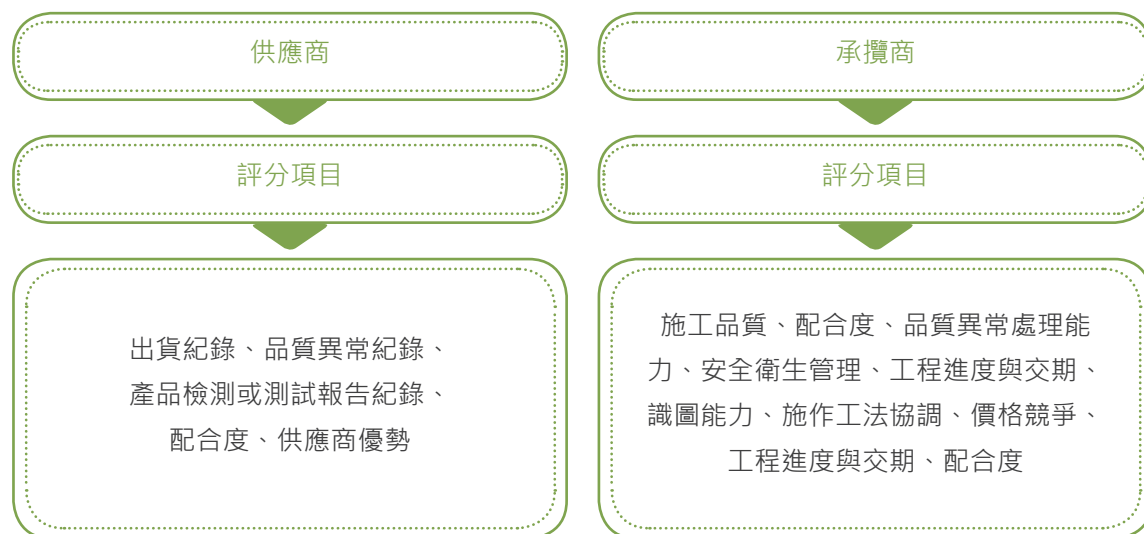 供應商
評分項目
出貨紀錄、品質異常紀錄、
產品檢測或測試報告紀錄、
配合度、供應商優勢
承攬商
評分項目
施工品質、配合度、品質異常處理能
力、安全衛生管理、工程進度與交期、
識圖能力、施作工法協調、價格競爭、
工程進度與交期、配合度